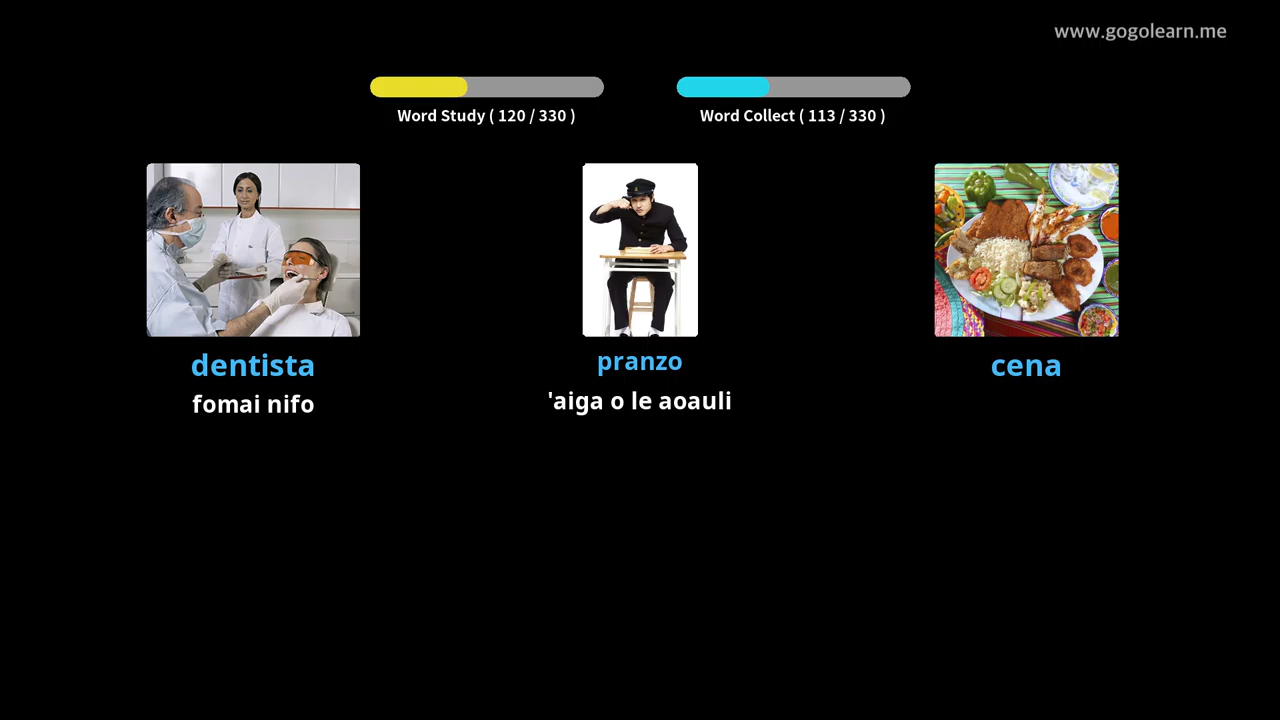 www.gogolearn.me
Word Study ( 120 / 330 )
Word Collect ( 113 / 330 )
dentista
fomai nifo
pranzo
'aiga o le aoauli
cena